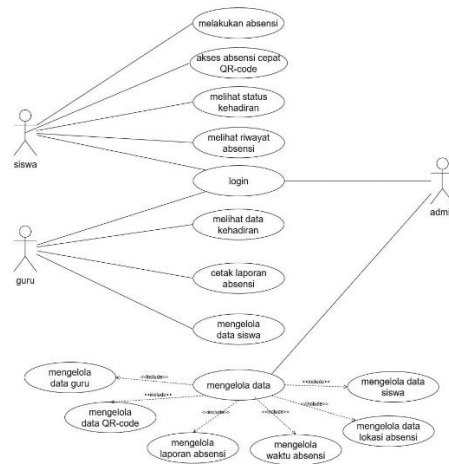 melakukan absensi
akses absensi cepat
QR-code
melihat status
kehadiran
melihat riwayat
absensi
siswa
login
admi
melihat data
kehadiran
guru
cetak laporan
absensi
mengelola
data siswa
mengelola
data guru
<<include>>
mengelola data
<<include>>
mengelola data
siswa
<<include>>
mengelola
data QR-code
<<include>>
<<include>>
<<include>>
mengelola data
lokasi absensi
mengelola
laporan absensi
mengelola
waktu absensi